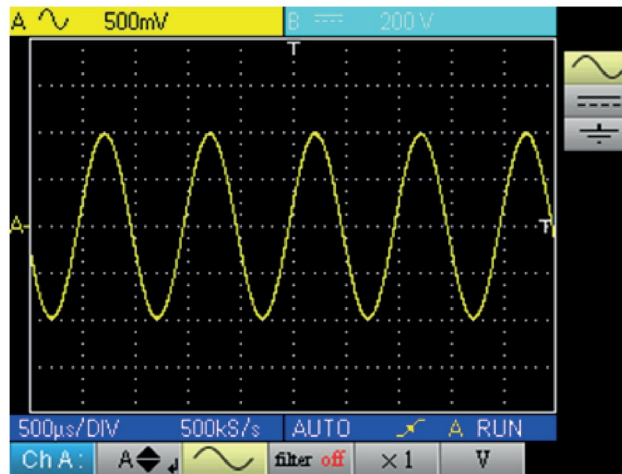 A 500mV B 200 V
T
A T
500µs/DIV 500kS/s AUTO A RUN
Ch A: A filter off ×1 V